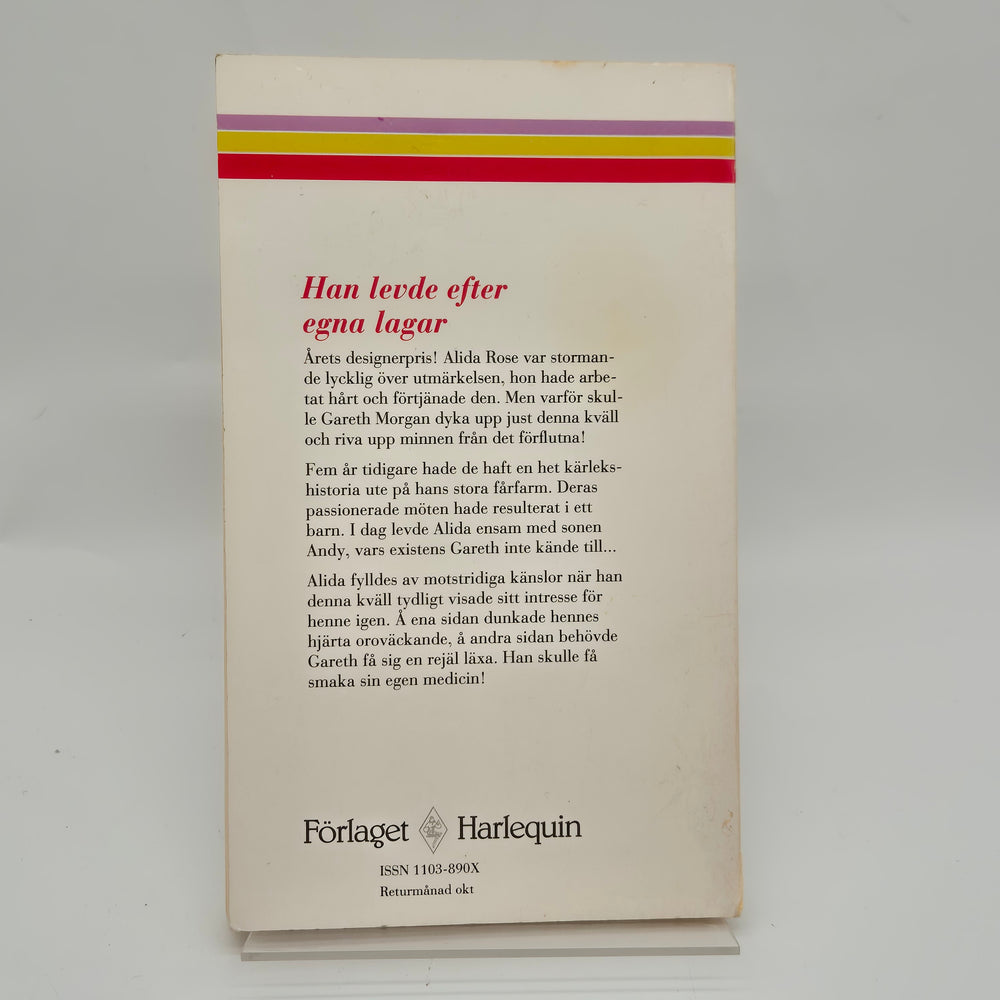 Han levde efter
egna lagar
Årets designerpris! Alida Rose var storman-
de lycklig över utmärkelsen, hon hade arbe-
tat hårt och förtjänade den. Men varför skul-
le Gareth Morgan dyka upp just denna kväll
och riva upp minnen från det förflutna!
Fem år tidigare hade de haft en het kärleks-
historia ute på hans stora fårfarm. Deras
passionerade möten hade resulterat i ett
barn. I dag levde Alida ensam med sonen
Andy, vars existens Gareth inte kände till...
Alida fylldes av motstridiga känslor när han
denna kväll tydligt visade sitt intresse för
henne igen. Å ena sidan dunkade hennes
hjärta oroväckande, å andra sidan behövde
Gareth få sig en rejäl läxa. Han skulle få
smaka sin egen medicin!
Förlaget Harlequin
ISSN 1103-890X
Returmånad okt